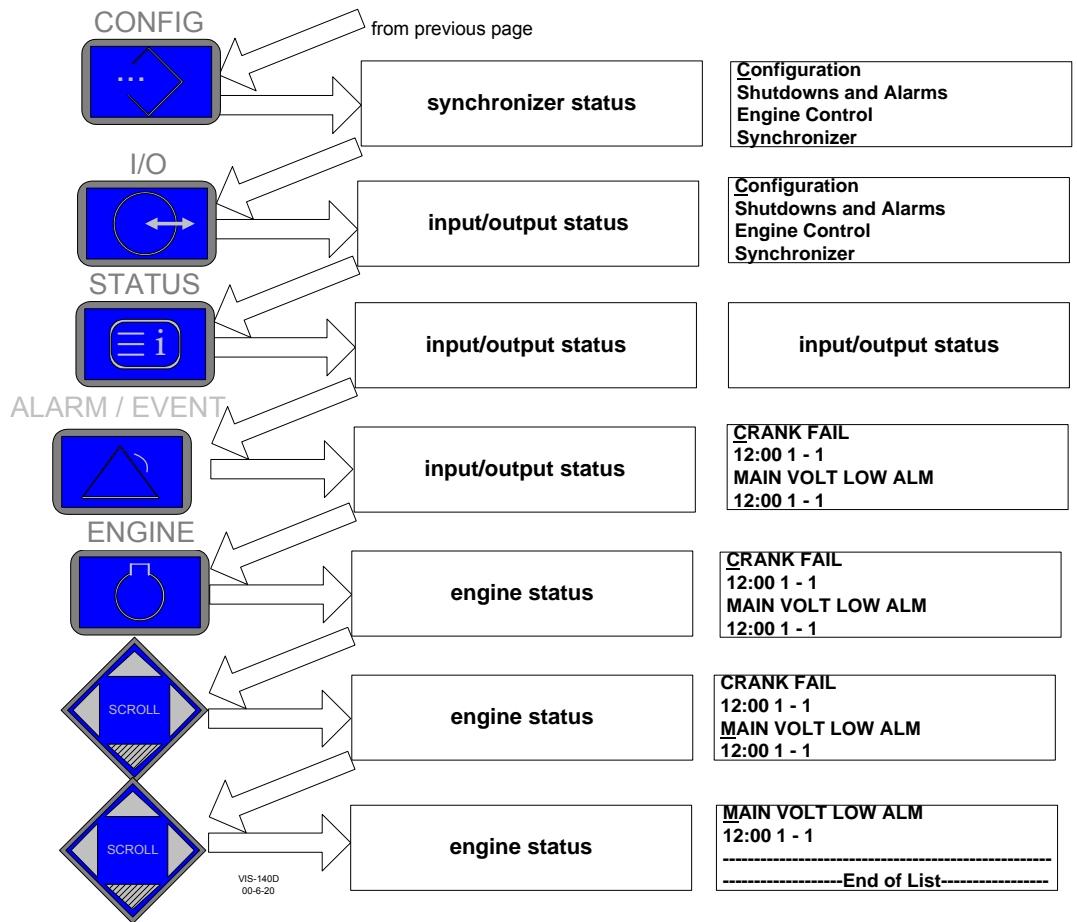 CONFIG
from previous page
...
synchronizer status
Configuration
Shutdowns and Alarms
Engine Control
Synchronizer
I/O
input/output status
Configuration
Shutdowns and Alarms
Engine Control
Synchronizer
STATUS
i
input/output status
input/output status
ALARM / EVENT
input/output status
CRANK FAIL
12:00 1 - 1
MAIN VOLT LOW ALM
12:00 1 - 1
ENGINE
engine status
CRANK FAIL
12:00 1 - 1
MAIN VOLT LOW ALM
12:00 1 - 1
SCROLL
engine status
CRANK FAIL
12:00 1 - 1
MAIN VOLT LOW ALM
12:00 1 - 1
SCROLL
engine status
MAIN VOLT LOW ALM
12:00 1 - 1
-------------------------------------------------------
--------------------End of List------------------
VIS-140D
00-6-20